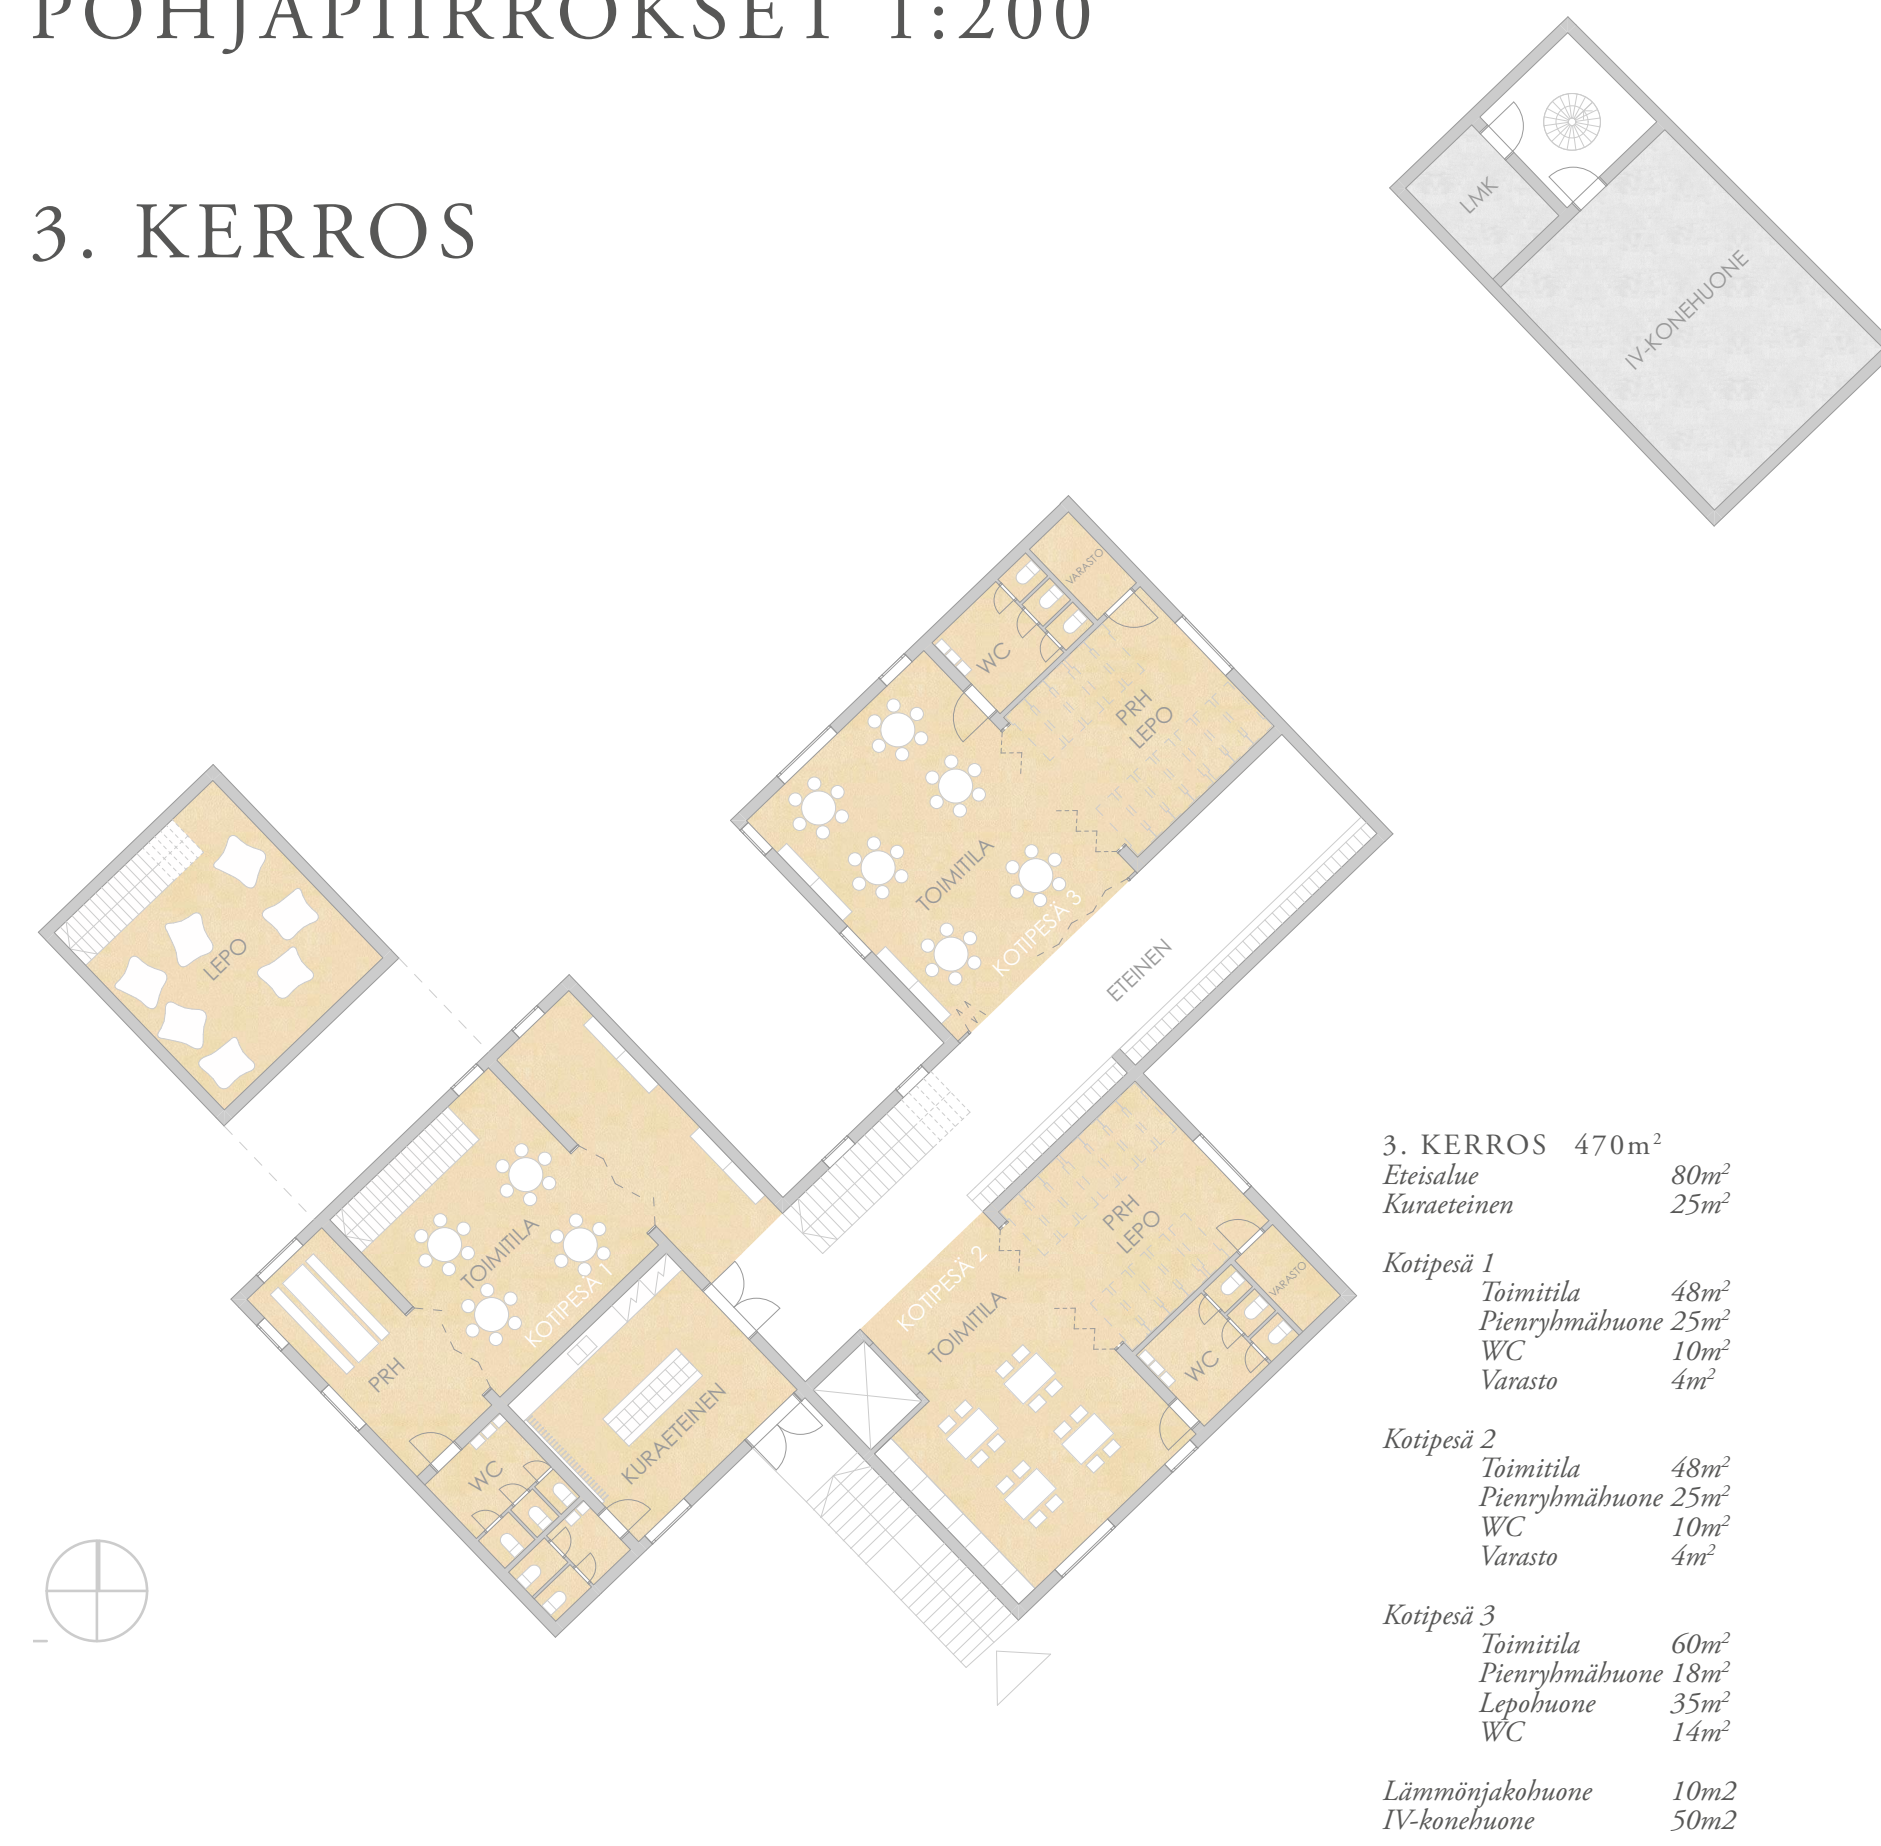 POHJAPIIRROKSET 1:200
3. KERROS
LMK
IV-KONEHUONE
VARASTO
WC
PRH
LEPO
TOIMITILA
KOTIPESÄ 3
ETEINEN
LEPO
TOIMITILA
KOTIPESÄ 1
PRH
WC
KURAETEINEN
PRH
LEPO
KOTIPESÄ 2
TOIMITILA
VARASTO
WC
3. KERROS 470m²
Eteisalue 80m²
Kuraeteinen 25m²
Kotipesä 1
Toimitila 48m²
Pienryhmähuone 25m²
WC 10m²
Varasto 4m²
Kotipesä 2
Toimitila 48m²
Pienryhmähuone 25m²
WC 10m²
Varasto 4m²
Kotipesä 3
Toimitila 60m²
Pienryhmähuone 18m²
Lepohuone 35m²
WC 14m²
Lämmönjakohuone 10m2
IV-konehuone 50m2